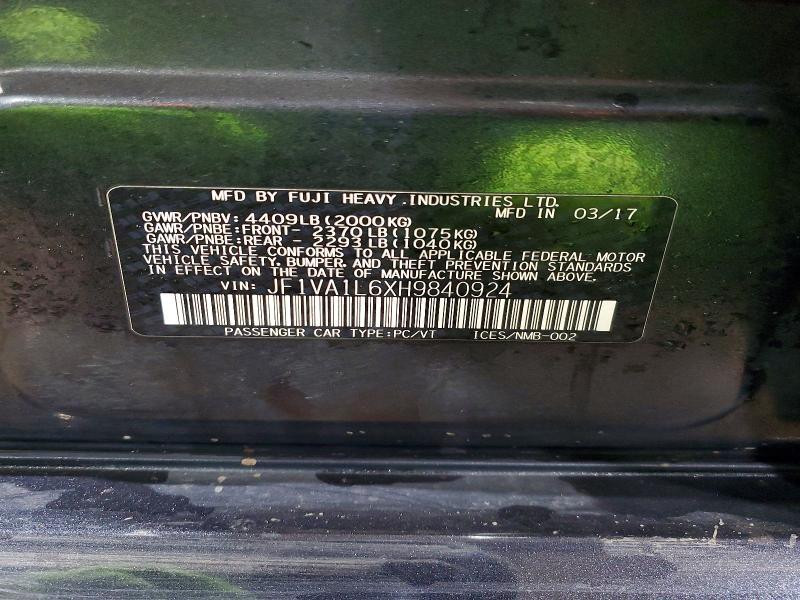 MFD BY FUJI HEAVY INDUSTRIES LTD.
GVWR/PNBV: 4409LB(2000KG) MFD IN 03/17
GAWR/PNBE:FRONT- 2370LB(1075KG)
GAWR/PNBE:REAR - 2293LB(1040KG)
THIS VEHICLE CONFORMS TO ALL APPLICABLE FEDERAL MOTOR
VEHICLE SAFETY, BUMPER, AND THEFT PREVENTION STANDARDS
IN EFFECT ON THE DATE OF MANUFACTURE SHOWN ABOVE.
VIN: JF1VA1L6XH9840924
PASSENGER CAR TYPE:PC/VT ICES/NMB-002